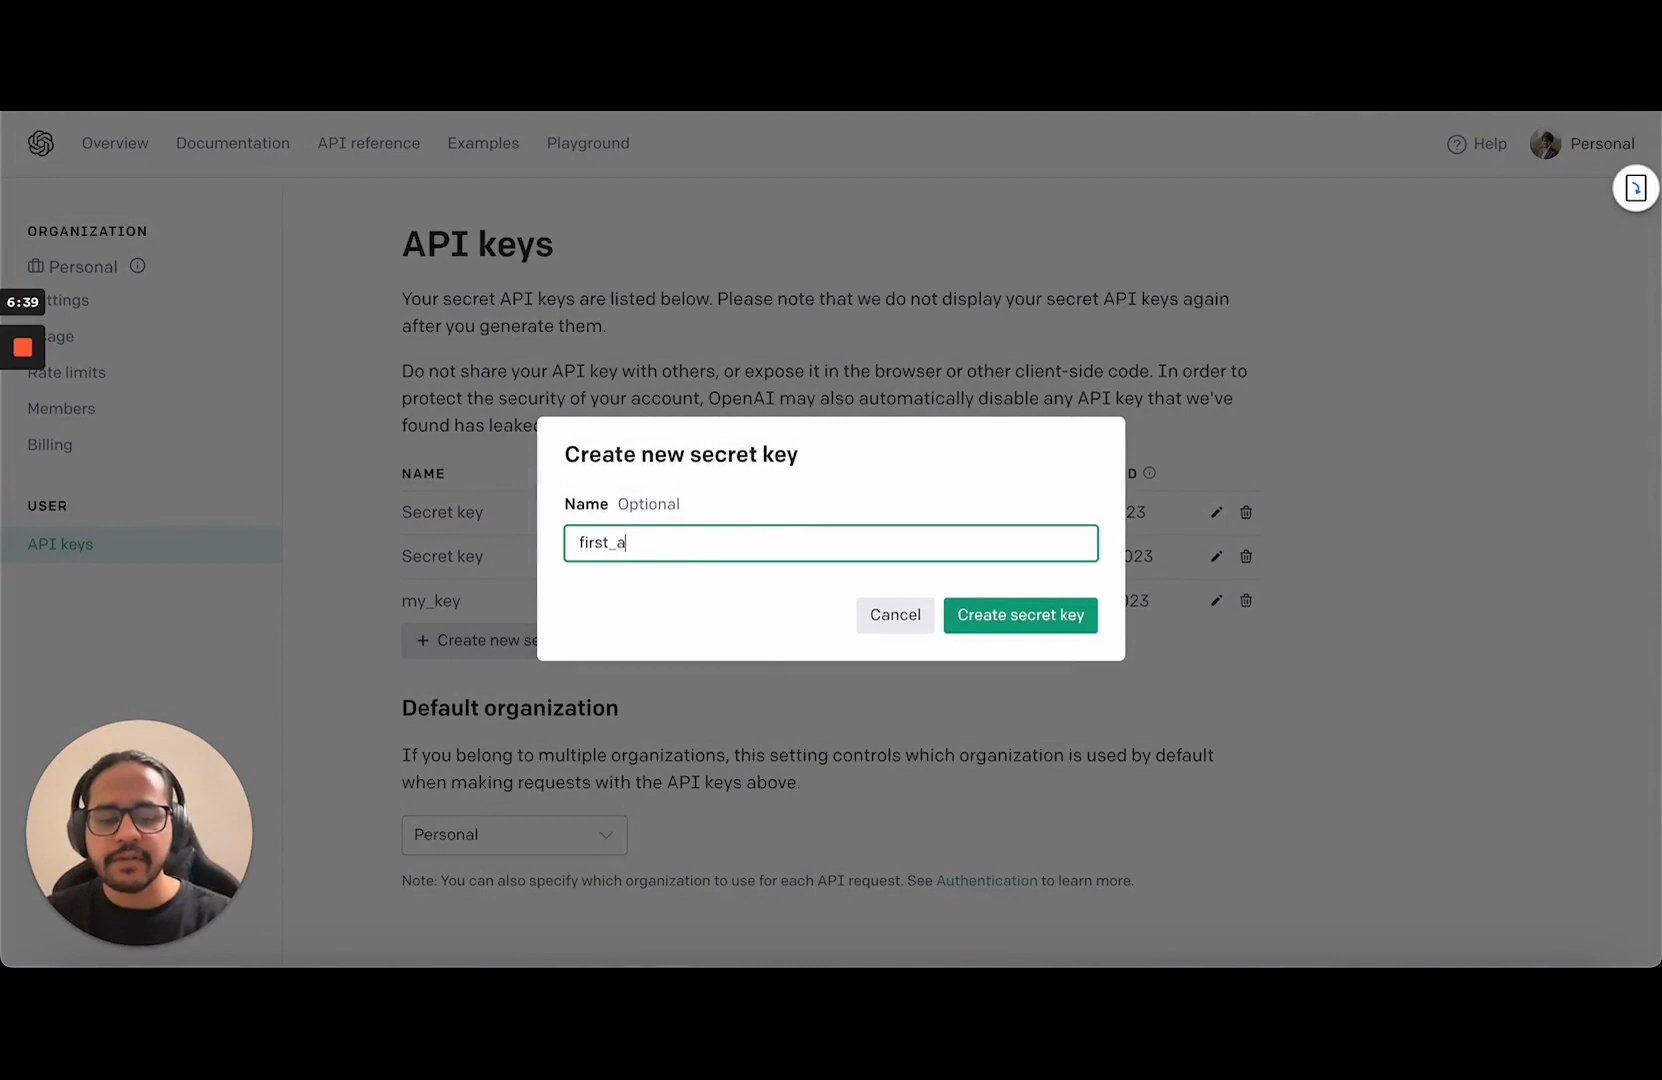 Overview Documentation API reference Examples Playground
Help Personal
ORGANIZATION
Personal
ttings
6:39
age
Rate limits
Members
Billing
USER
API keys
API keys
Your secret API keys are listed below. Please note that we do not display your secret API keys again
after you generate them.
Do not share your API key with others, or expose it in the browser or other client-side code. In order to
protect the security of your account, OpenAI may also automatically disable any API key that we've
found has leaked
NAME
D
Secret key
23
Secret key
023
my_key
23
+ Create new se
Create new secret key
Name Optional
first_a
Cancel Create secret key
Default organization
If you belong to multiple organizations, this setting controls which organization is used by default
when making requests with the API keys above.
Personal
Note: You can also specify which organization to use for each API request. See Authentication to learn more.